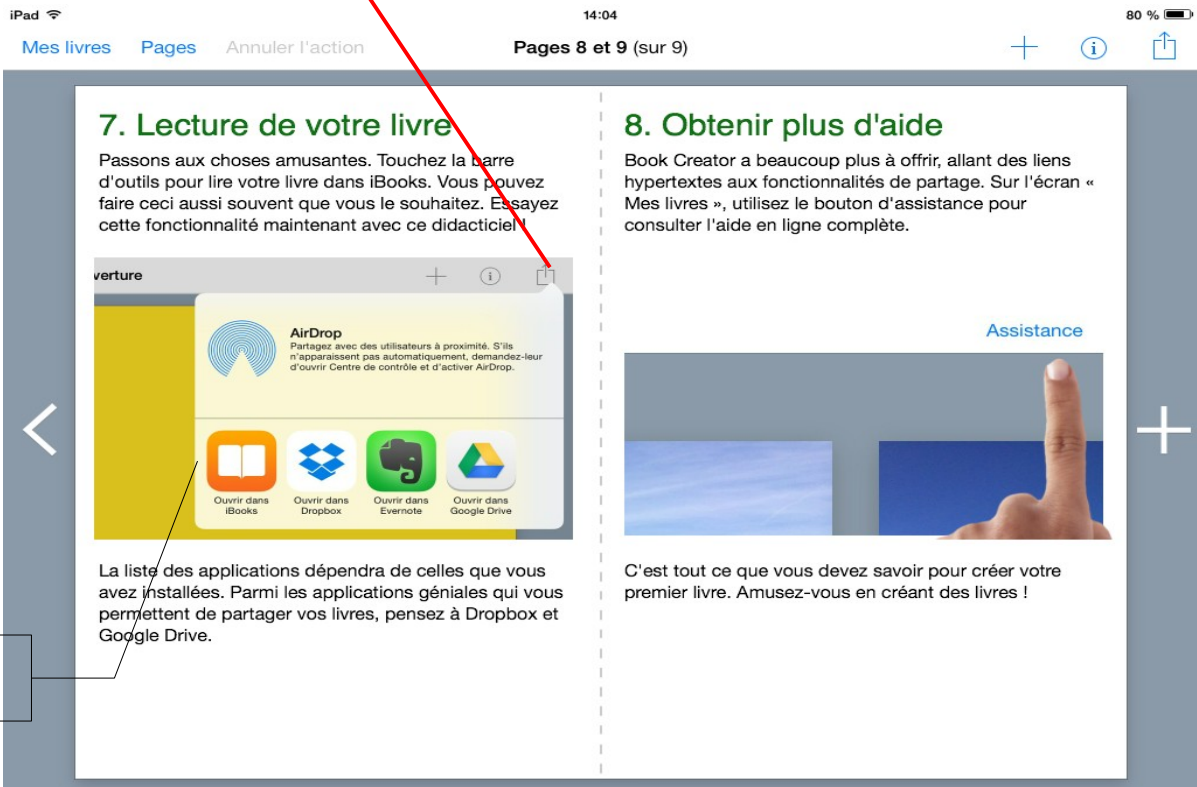 iPad 14:04 80 %
Mes livres Pages Annuler l'action Pages 8 et 9 (sur 9)
7. Lecture de votre livre
Passons aux choses amusantes. Touchez la barre
d'outils pour lire votre livre dans iBooks. Vous pouvez
faire ceci aussi souvent que vous le souhaitez. Essayez
cette fonctionnalité maintenant avec ce didacticiel !
verture
AirDrop
Partagez avec des utilisateurs à proximité. S'ils
n'apparaissent pas automatiquement, demandez-leur
d'ouvrir Centre de contrôle et d'activer AirDrop.
Ouvrir dans
iBooks
Ouvrir dans
Dropbox
Ouvrir dans
Evernote
Ouvrir dans
Google Drive
La liste des applications dépendra de celles que vous
avez installées. Parmi les applications géniales qui vous
permettent de partager vos livres, pensez à Dropbox et
Google Drive.
8. Obtenir plus d'aide
Book Creator a beaucoup plus à offrir, allant des liens
hypertextes aux fonctionnalités de partage. Sur l'écran «
Mes livres », utilisez le bouton d'assistance pour
consulter l'aide en ligne complète.
Assistance
C'est tout ce que vous devez savoir pour créer votre
premier livre. Amusez-vous en créant des livres !